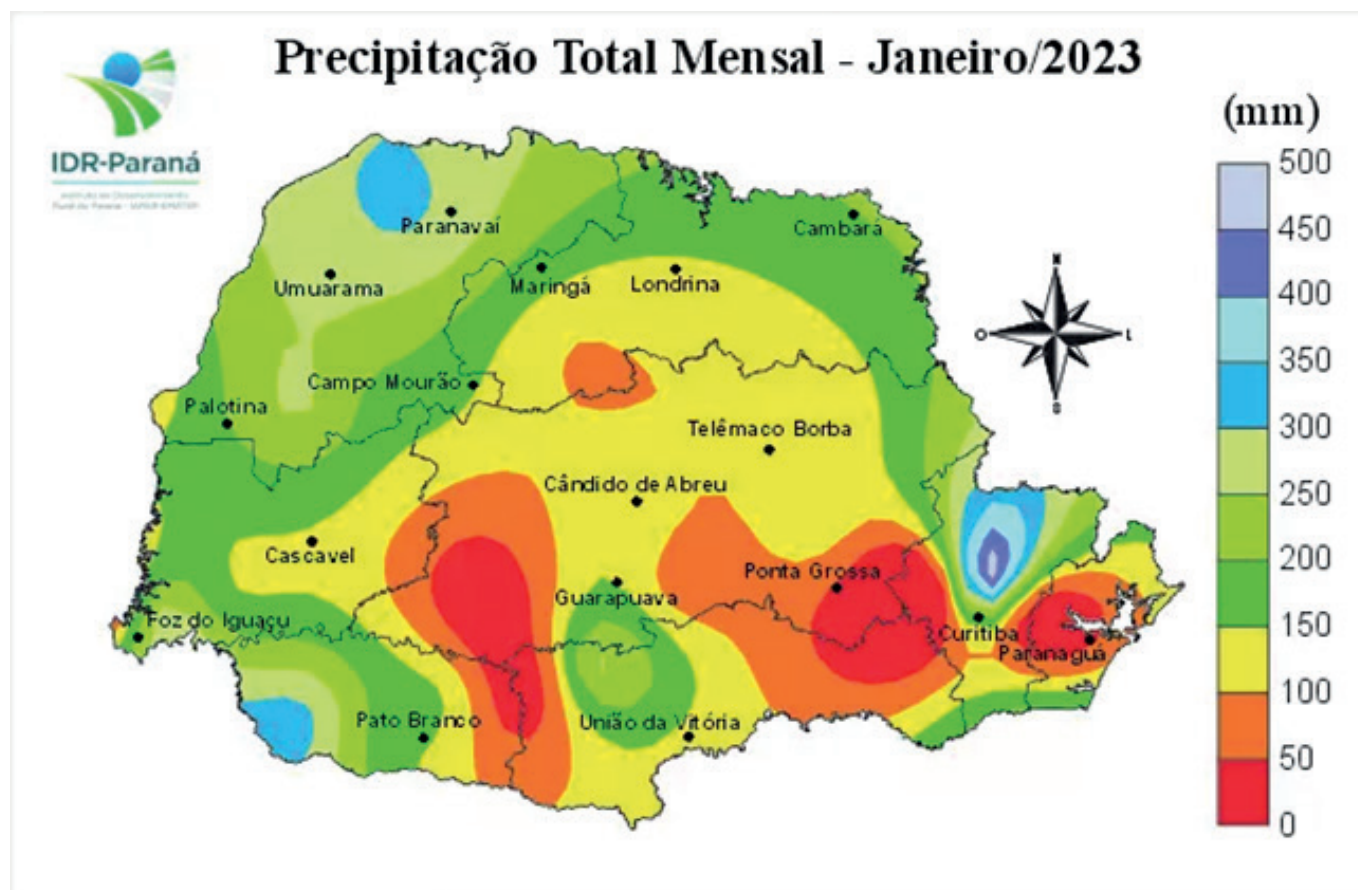 Precipitação Total Mensal - Janeiro/2023
IDR-Paraná
(mm)
500
450
400
350
300
250
200
150
100
50
0
N
O
L
S
Paranavaí
Cambará
Umuarama
Maringá
Londrina
Campo Mourão
Palotina
Telêmaco Borba
Cândido de Abreu
Cascavel
Ponta Grossa
Guarapuava
Foz do Iguaçu
Curitiba
Paranaguá
Pato Branco
União da Vitória